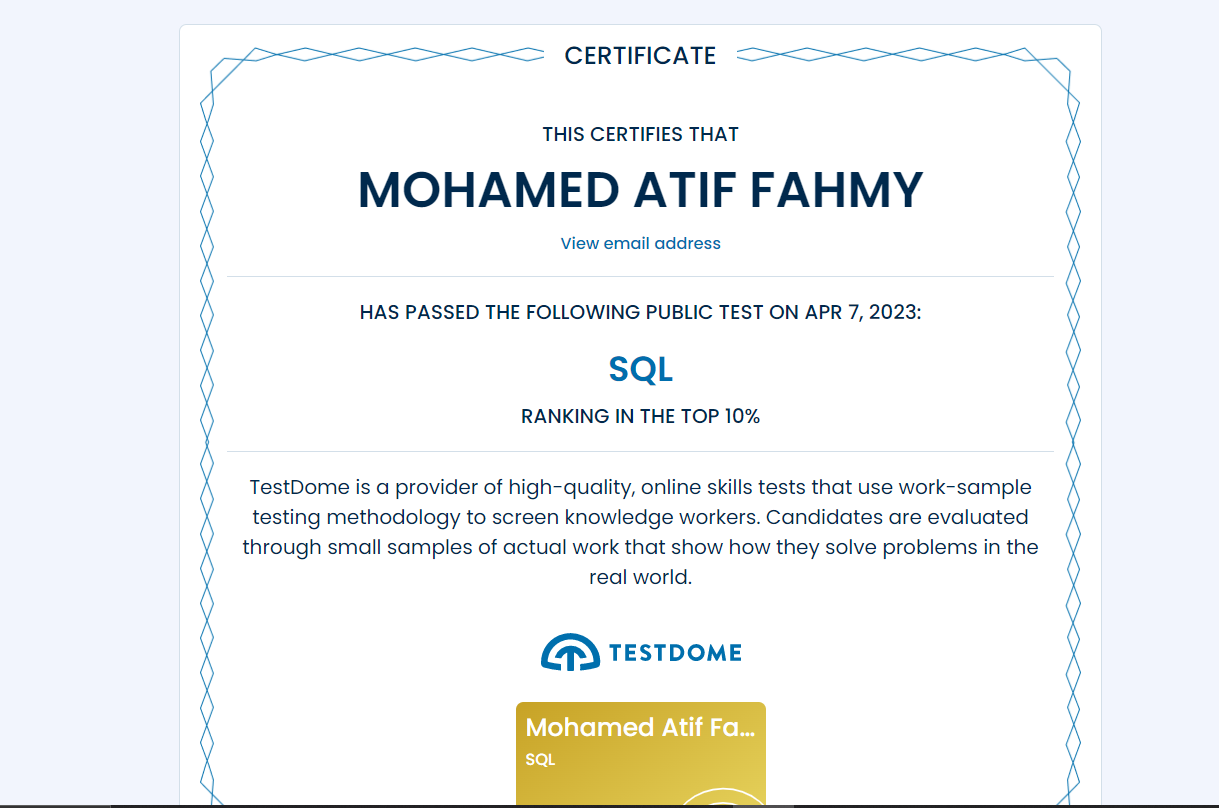 CERTIFICATE
THIS CERTIFIES THAT
MOHAMED ATIF FAHMY
View email address
HAS PASSED THE FOLLOWING PUBLIC TEST ON APR 7, 2023:
SQL
RANKING IN THE TOP 10%
TestDome is a provider of high-quality, online skills tests that use work-sample
testing methodology to screen knowledge workers. Candidates are evaluated
through small samples of actual work that show how they solve problems in the
real world.
TESTDOME
Mohamed Atif Fa...
SQL